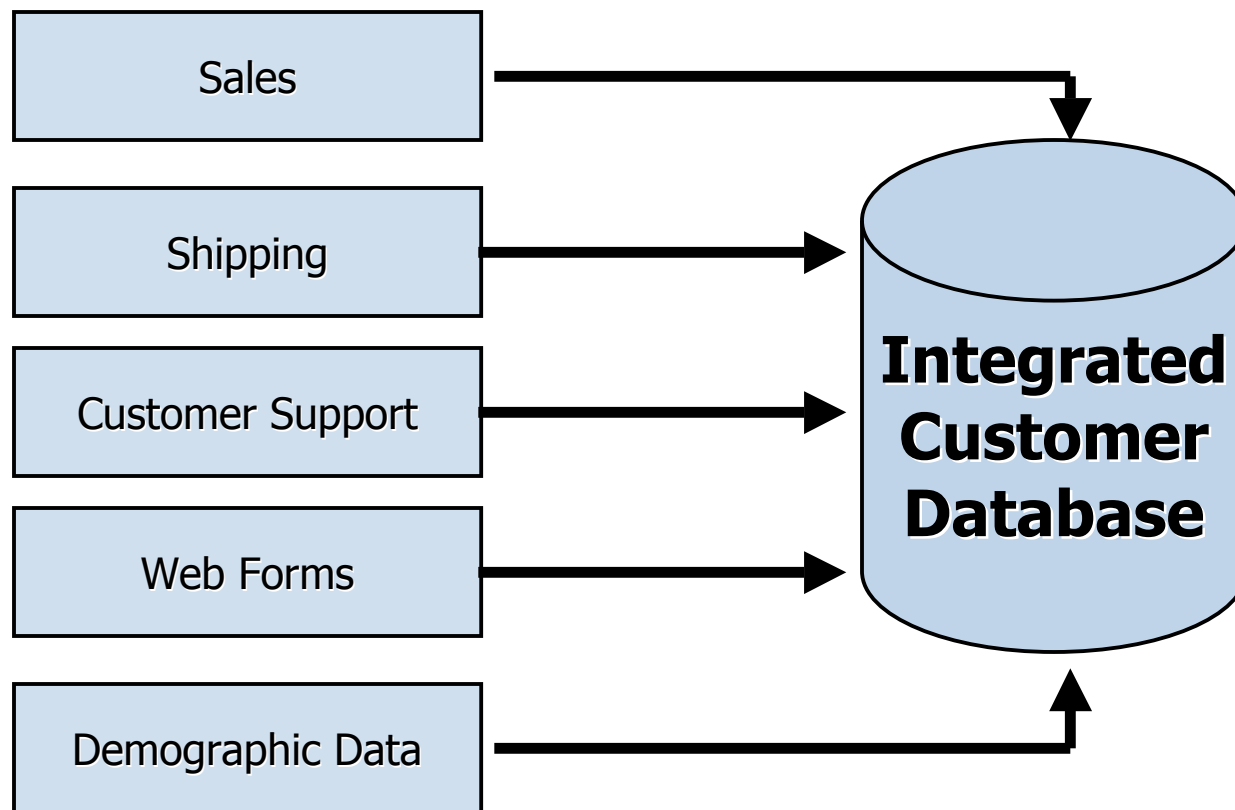 Sales
Shipping
Customer Support
Web Forms
Demographic Data
Integrated
Customer
Database